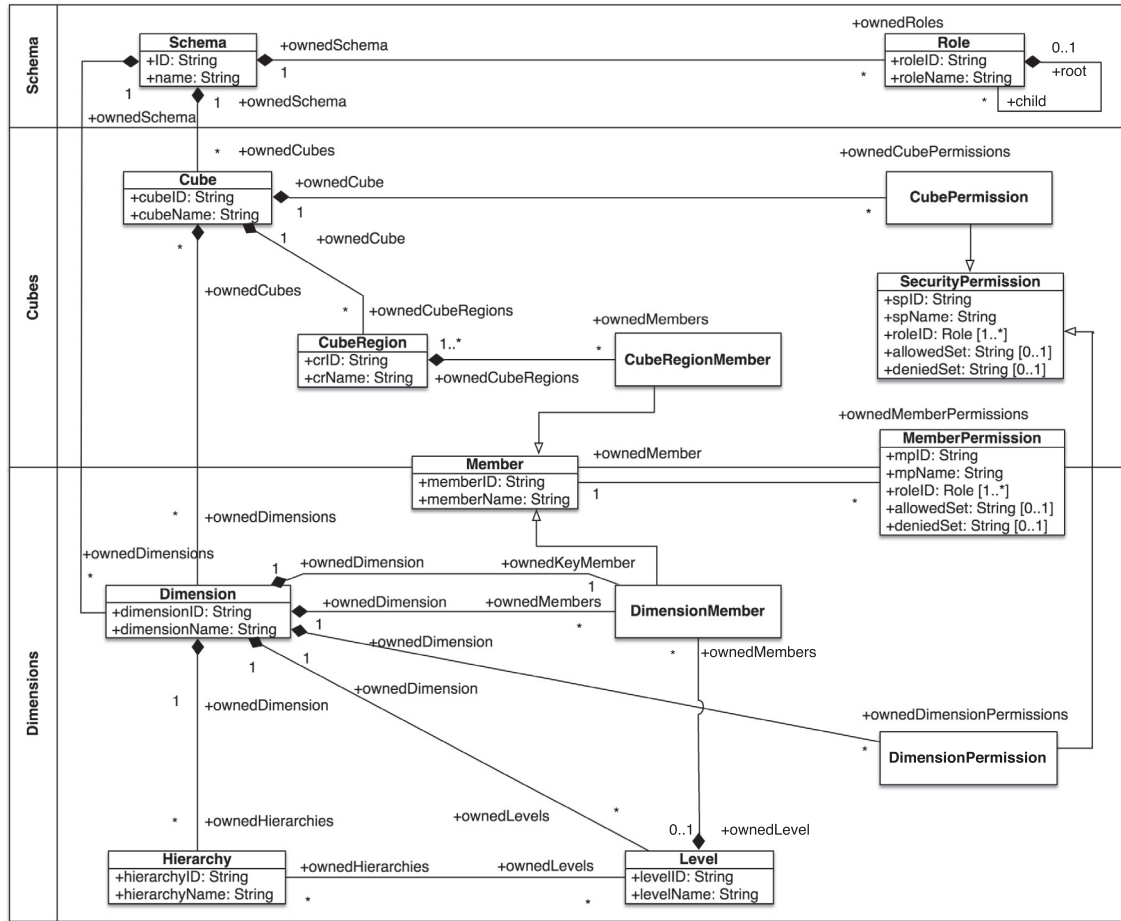 Schema
Schema
+ID: String
+name: String
+ownedSchema
1
+ownedRoles
*
Role
+roleID: String
+roleName: String
0..1
+root
*
+child
1
+ownedSchema
1
+ownedSchema
*
+ownedCubes
Cubes
Cube
+cubeID: String
+cubeName: String
+ownedCube
1
+ownedCubePermissions
*
CubePermission
*
+ownedCubes
1
+ownedCube
*
+ownedCubeRegions
SecurityPermission
+spID: String
+spName: String
+roleID: Role [1..*]
+allowedSet: String [0..1]
+deniedSet: String [0..1]
CubeRegion
+crID: String
+crName: String
1..*
+ownedCubeRegions
+ownedMembers
*
CubeRegionMember
+ownedMemberPermissions
MemberPermission
+mpID: String
+mpName: String
+roleID: Role [1..*]
+allowedSet: String [0..1]
+deniedSet: String [0..1]
Member
+memberID: String
+memberName: String
+ownedMember
1
*
Dimensions
*
+ownedDimensions
+ownedDimensions
*
Dimension
+dimensionID: String
+dimensionName: String
1
+ownedDimension
+ownedKeyMember
1
+ownedDimension
+ownedMembers
*
1
+ownedDimension
DimensionMember
*
+ownedMembers
1
+ownedDimension
1
1
+ownedDimension
+ownedDimensionPermissions
*
DimensionPermission
*
+ownedHierarchies
+ownedLevels
*
0..1
+ownedLevel
Hierarchy
+hierarchyID: String
+hierarchyName: String
+ownedHierarchies
*
+ownedLevels
*
Level
+levelID: String
+levelName: String